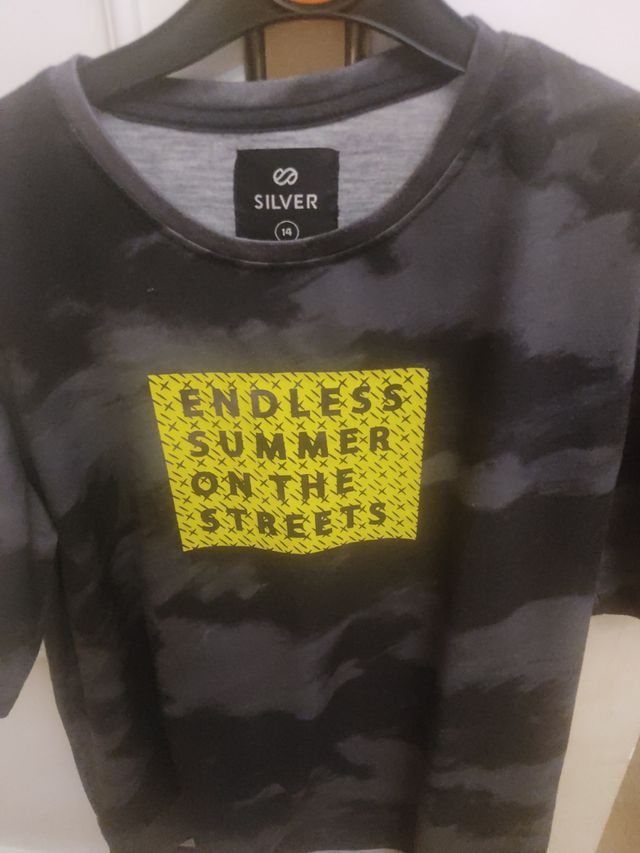 SILVER
14
ENDLESS
SUMMER
ON THE
STREETS